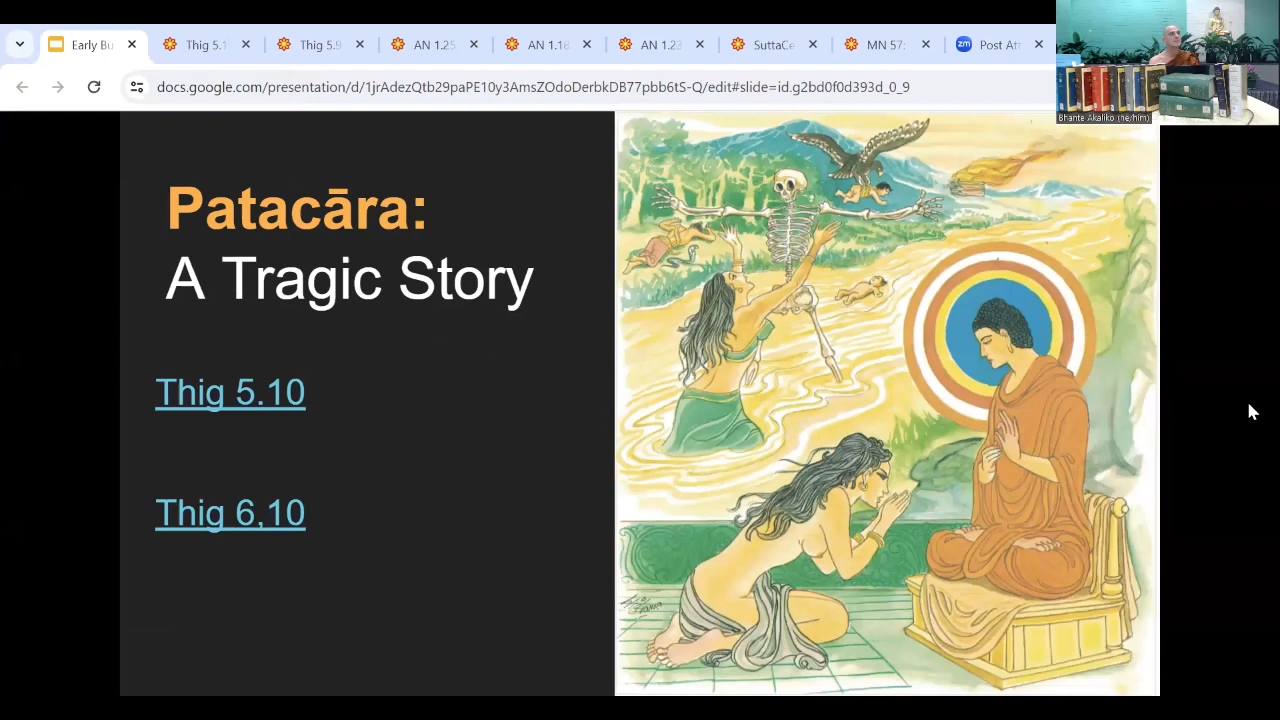 Early Bu
Thig 5.1
Thig 5.9
AN 1.25
AN 1.18
AN 1.23
SuttaCe
MN 57:
zm
Post Att
docs.google.com/presentation/d/1jrAdezQtb29paPE10y3AmsZOdoDerbkDB77pbb6tS-Q/edit#slide=id.g2bd0f0d393d_0_9
Bhante Akaliko (he/him)
Patacāra:
A Tragic Story
Thig 5.10
Thig 6,10